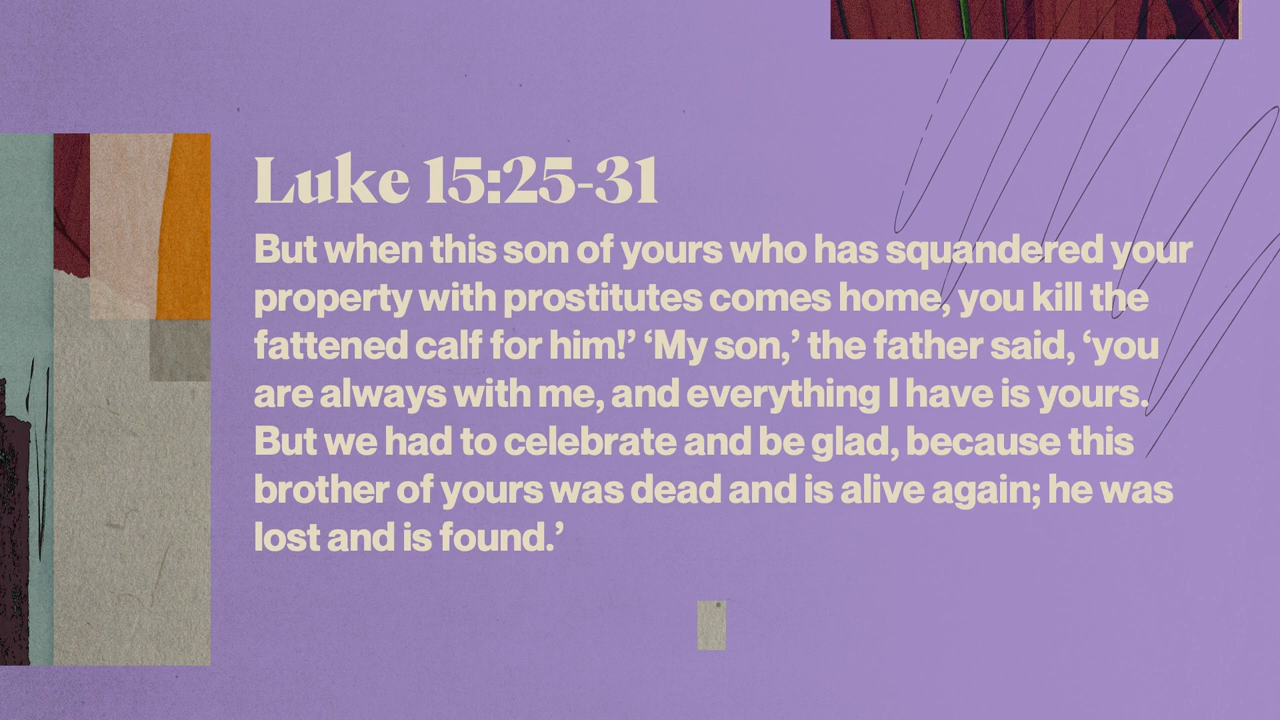 Luke 15:25-31
But when this son of yours who has squandered your
property with prostitutes comes home, you kill the
fattened calf for him!’ ‘My son,’ the father said, ‘you
are always with me, and everything I have is yours.
But we had to celebrate and be glad, because this
brother of yours was dead and is alive again; he was
lost and is found.’